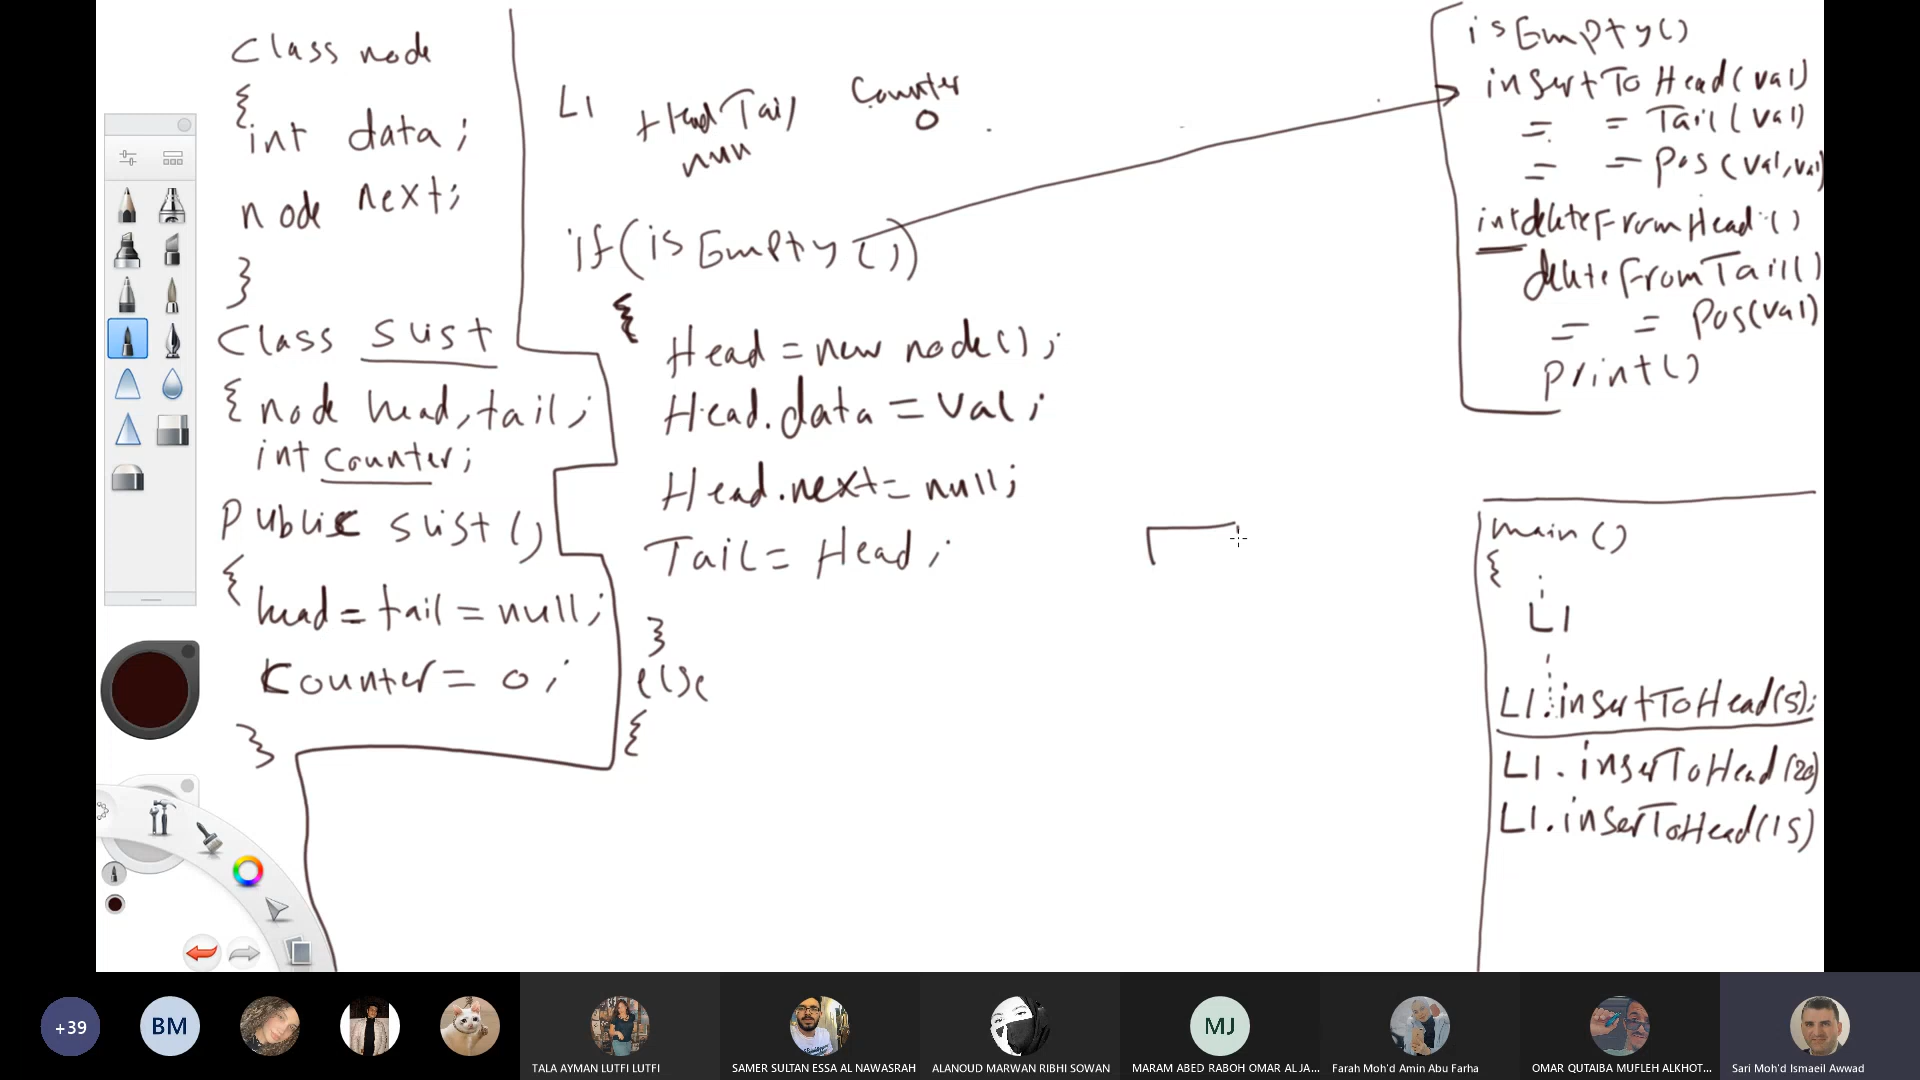 Class node
{
int data;
node next;
}
Class slist
{ node head, tail;
int counter;
Public slist()
{
head = tail = null;
Counter = 0;
}
L1
Head Tail
null
Counter
0
if(isEmpty())
{
Head = new node();
Head.data = val;
Head.next = null;
Tail = Head;
}
else
{
isEmpty()
insertToHead(val)
= = Tail(val)
= = Pos(val,val)
int deleteFromHead()
deleteFromTail()
= = Pos(val)
print()
main()
{
L1
L1.insertToHead(5);
L1.inserToHead(20)
L1.inserToHead(15)
+39
BM
MJ
TALA AYMAN LUTFI LUTFI
SAMER SULTAN ESSA AL NAWASRAH
ALANOUD MARWAN RIBHI SOWAN
MARAM ABED RABOH OMAR AL JA...
Farah Moh'd Amin Abu Farha
OMAR QUTAIBA MUFLEH ALKHOT...
Sari Moh'd Ismaeil Awwad